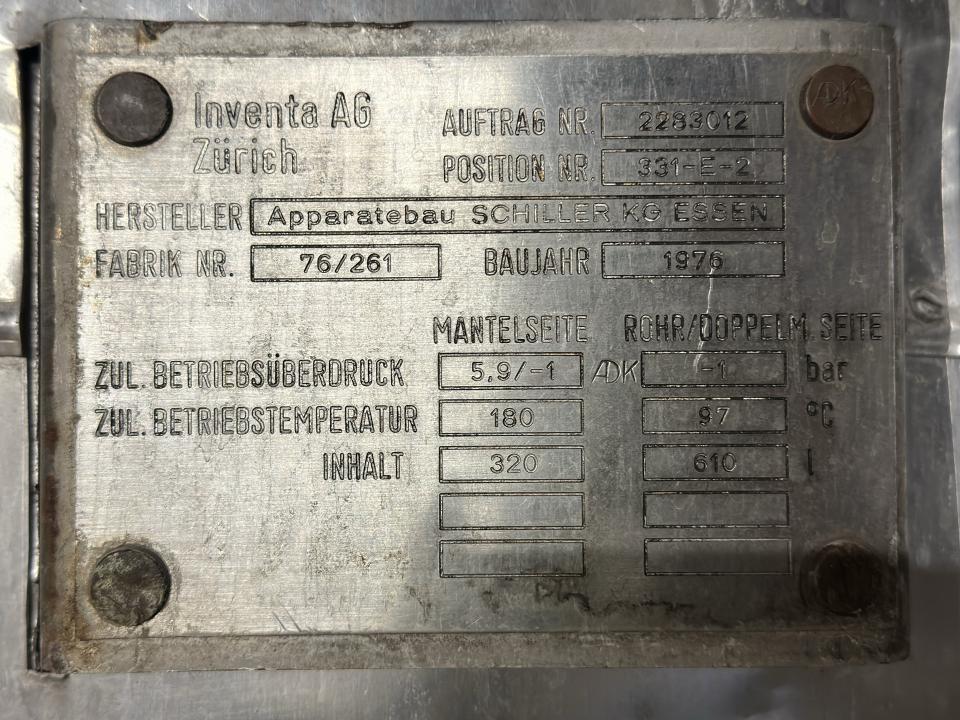 Inventa AG
Zürich
AUFTRAG NR. 2283012
POSITION NR. 331-E-2
HERSTELLER Apparatebau SCHILLER KG ESSEN
FABRIK NR. 76/261 BAUJAHR 1976
MANTELSEITE ROHR/DOPPELM. SEITE
ZUL. BETRIEBSÜBERDRUCK 5,9/-1 ADK -1 bar
ZUL. BETRIEBSTEMPERATUR 180 97 °C
INHALT 320 610 l
ADK